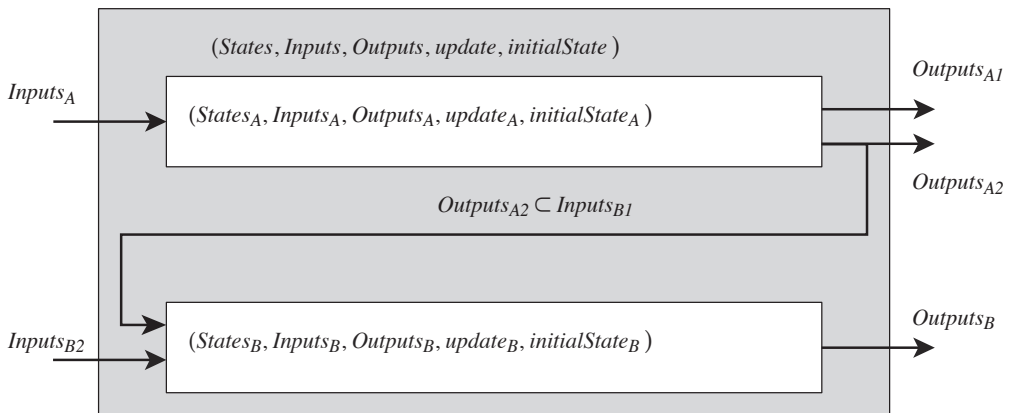 (States, Inputs, Outputs, update, initialState)
Outputs_A1
Inputs_A
(States_A, Inputs_A, Outputs_A, update_A, initialState_A)
Outputs_A2
Outputs_A2 ⊂ Inputs_B1
Outputs_B
Inputs_B2
(States_B, Inputs_B, Outputs_B, update_B, initialState_B)